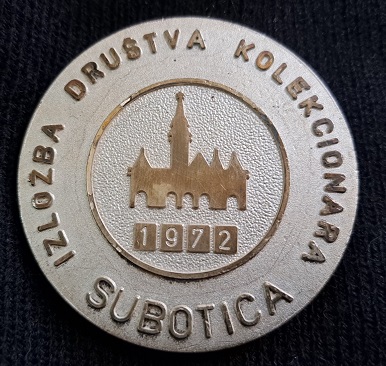 IZLOŽBA DRUŠTVA KOLEKCIONARA
1972
SUBOTICA